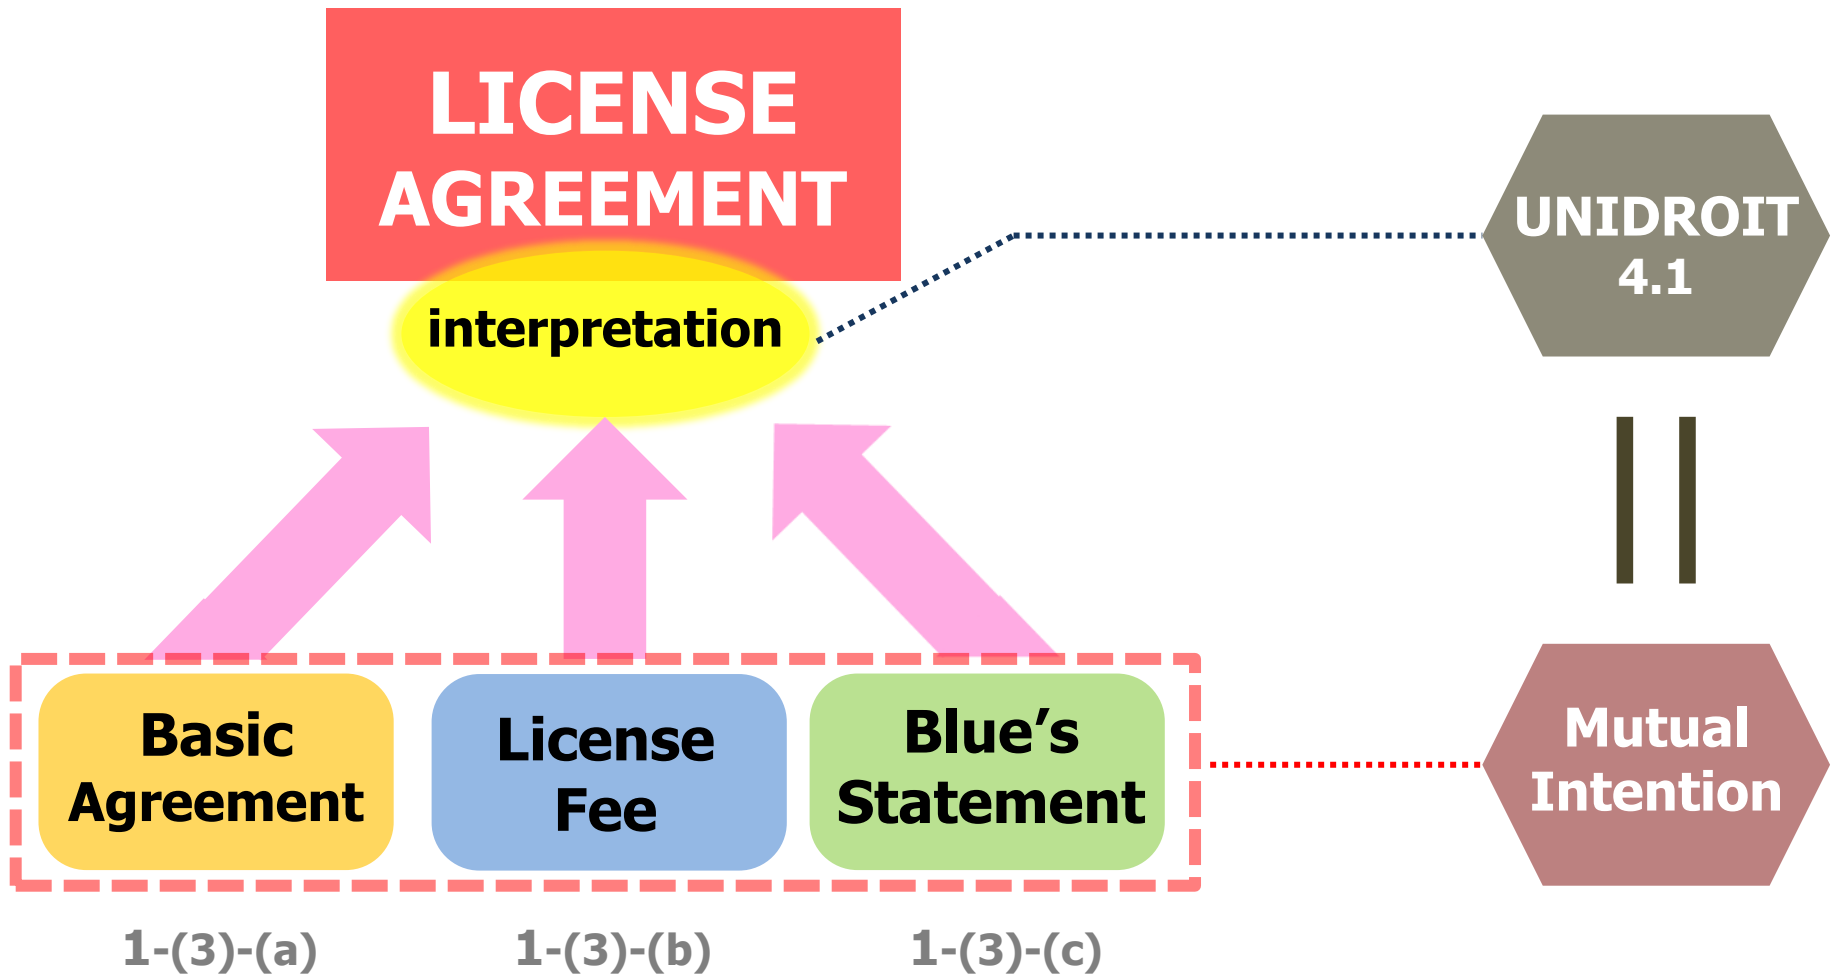 LICENSE
AGREEMENT
interpretation
UNIDROIT
4.1
Basic
Agreement
License
Fee
Blue’s
Statement
Mutual
Intention
1-(3)-(a)
1-(3)-(b)
1-(3)-(c)